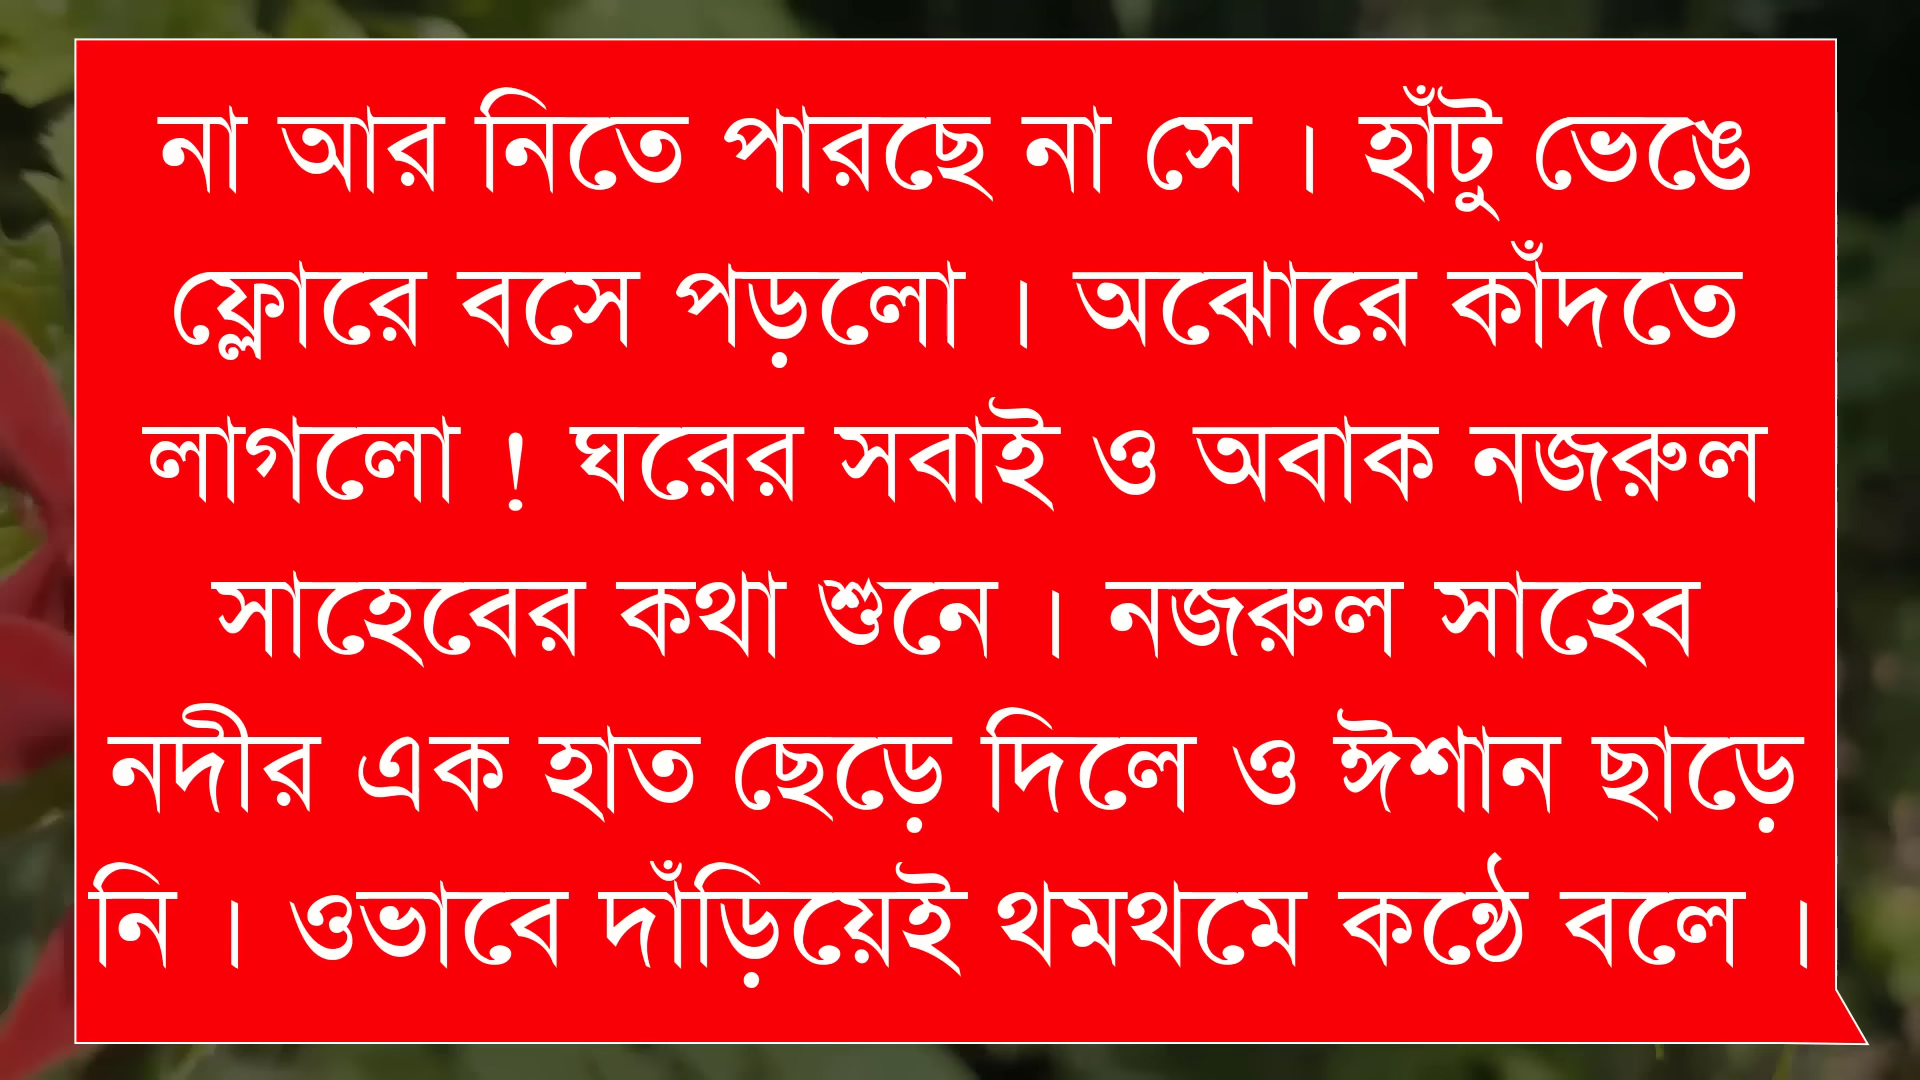 না আর নিতে পারছে না সে । হাঁটু ভেঙে
ফ্লোরে বসে পড়লো । অঝোরে কাঁদতে
লাগলো ! ঘরের সবাই ও অবাক নজরুল
সাহেবের কথা শুনে । নজরুল সাহেব
নদীর এক হাত ছেড়ে দিলে ও ঈশান ছাড়ে
নি । ওভাবে দাঁড়িয়েই থমথমে কন্ঠে বলে ।